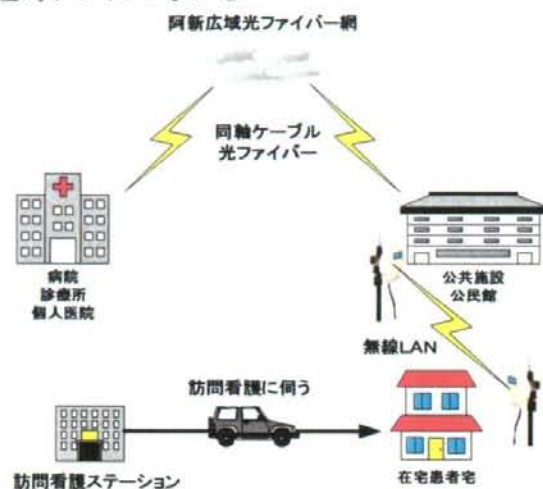 阿新広域光ファイバー網
同軸ケーブル
光ファイバー
病院
診療所
個人医院
公共施設
公民館
無線LAN
訪問看護に伺う
訪問看護ステーション
在宅患者宅